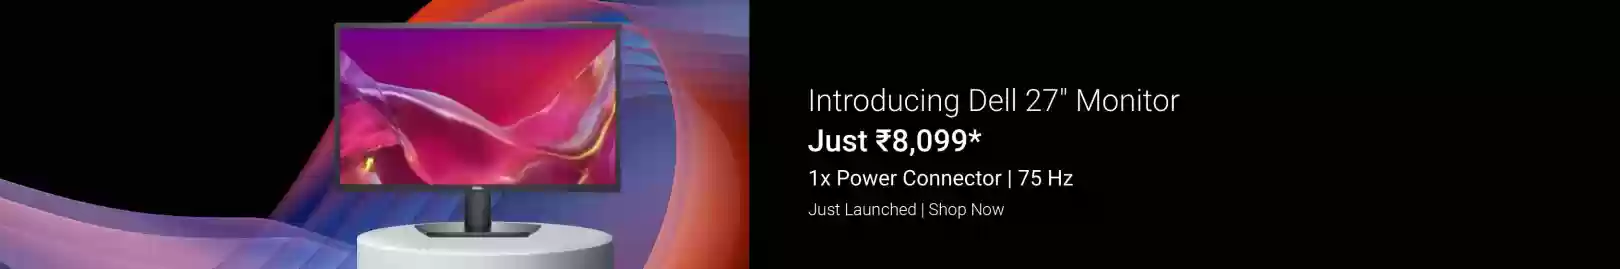 Introducing Dell 27" Monitor
Just ₹8,099*
1x Power Connector | 75 Hz
Just Launched | Shop Now